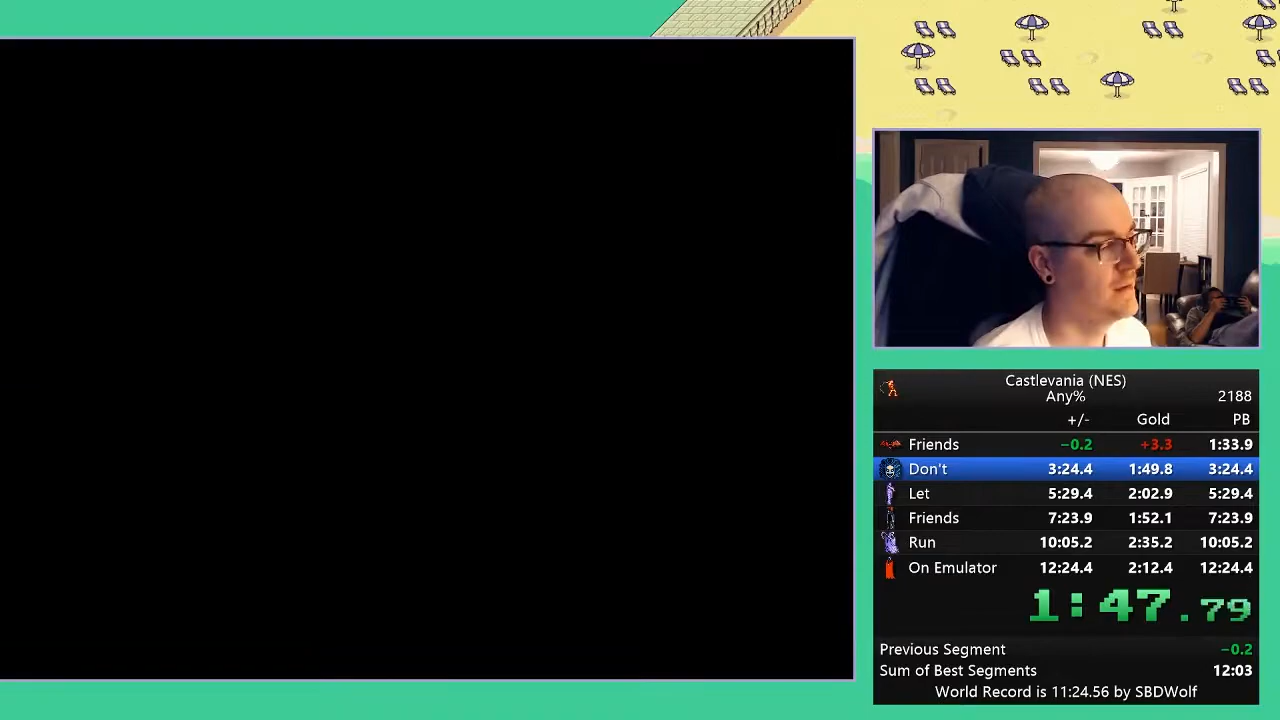 Castlevania (NES)
Any% 2188
+/- Gold PB
Friends −0.2 +3.3 1:33.9
Don't 3:24.4 1:49.8 3:24.4
Let 5:29.4 2:02.9 5:29.4
Friends 7:23.9 1:52.1 7:23.9
Run 10:05.2 2:35.2 10:05.2
On Emulator 12:24.4 2:12.4 12:24.4
1:47.79
Previous Segment −0.2
Sum of Best Segments 12:03
World Record is 11:24.56 by SBDWolf